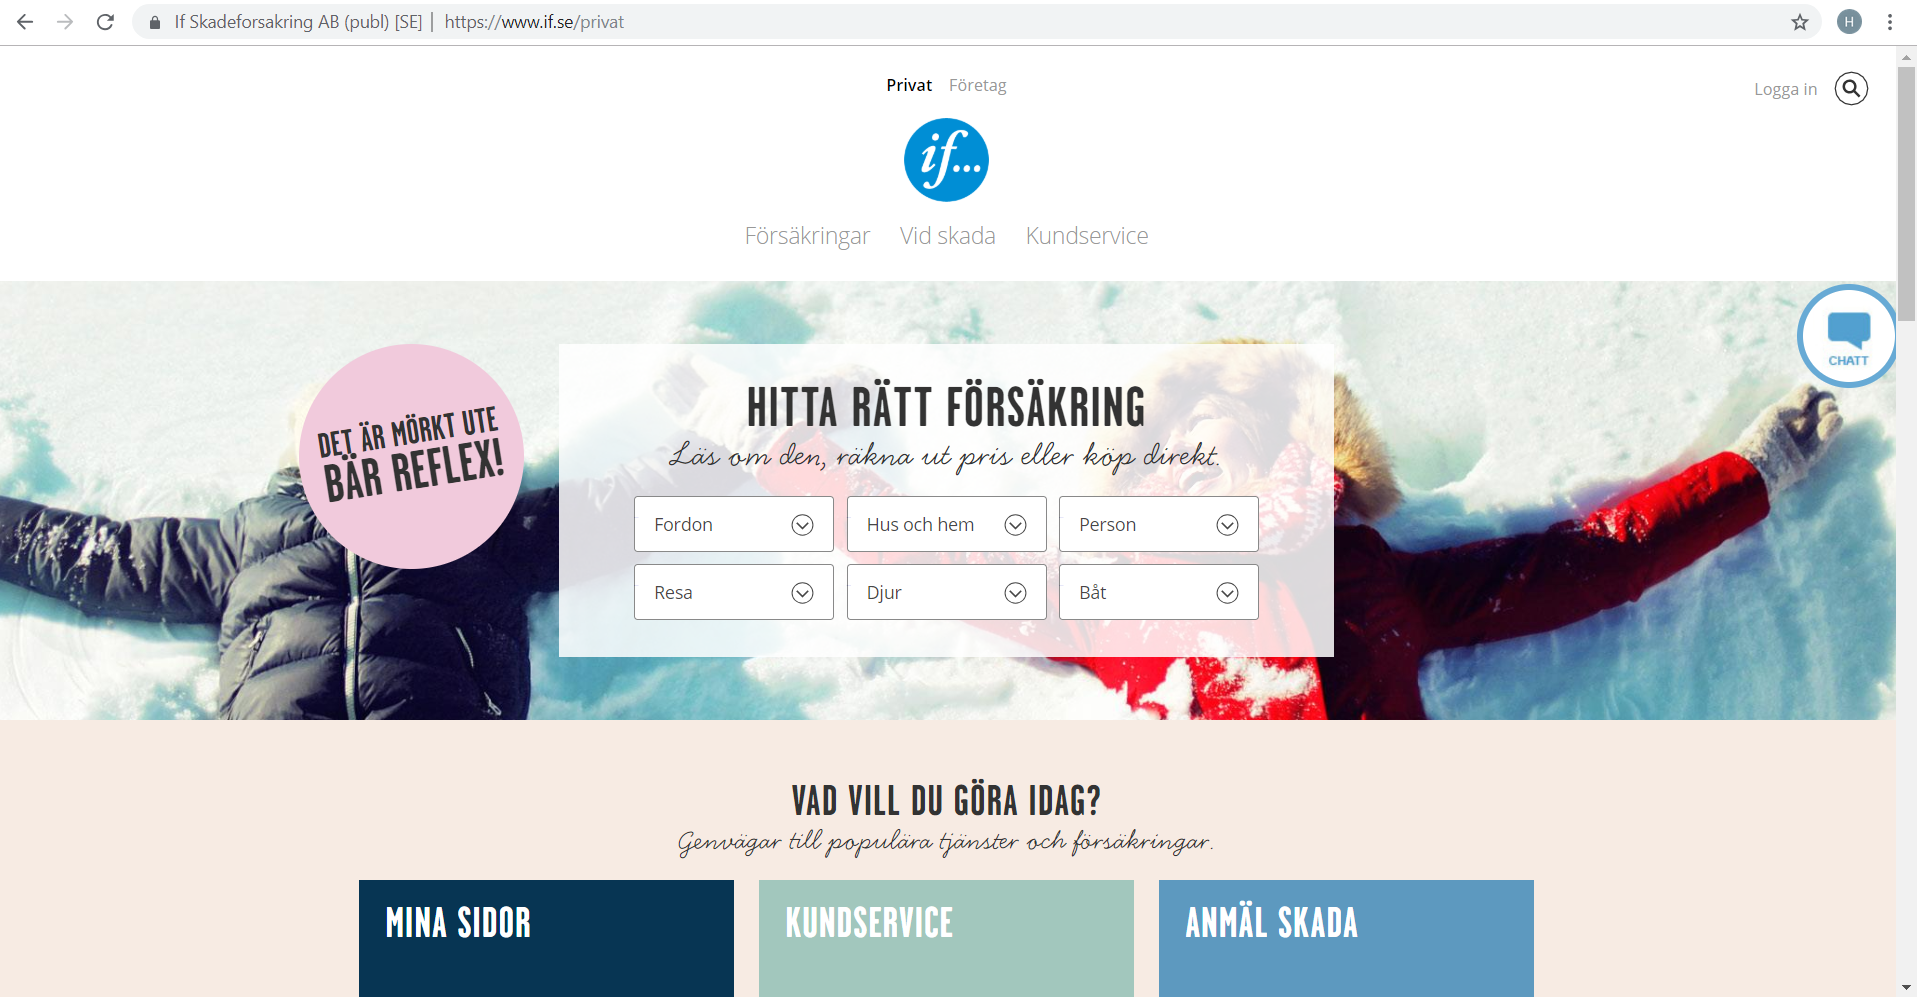 If Skadeforsakring AB (publ) [SE] | https://www.if.se/privat
H
Privat Företag
Logga in
if...
Försäkringar Vid skada Kundservice
CHATT
DET ÄR MÖRKT UTE
BÄR REFLEX!
HITTA RÄTT FÖRSÄKRING
Läs om den, räkna ut pris eller köp direkt.
Fordon Hus och hem Person
Resa Djur Båt
VAD VILL DU GÖRA IDAG?
Genvägar till populära tjänster och försäkringar.
MINA SIDOR KUNDSERVICE ANMÄL SKADA